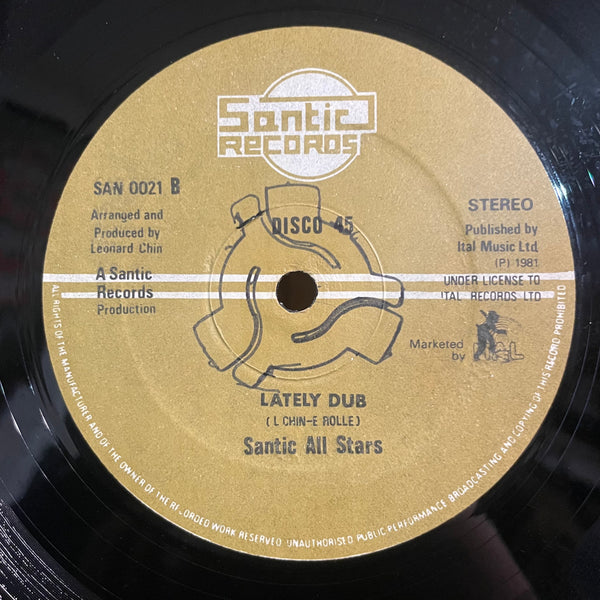 Santic
RECORDS
SAN 0021 B
Arranged and
Produced by
Leonard Chin
A Santic
Records
Production
DISCO 45
STEREO
Published by
Ital Music Ltd.
(P) 1981
UNDER LICENSE TO
ITAL RECORDS LTD
Marketed
by
LATELY DUB
( L CHIN-E ROLLE )
Santic All Stars
ALL RIGHTS OF THE MANUFACTURER AND OF THE OWNER OF THE RECORDED WORK RESERVED. UNAUTHORISED PUBLIC PERFORMANCE, BROADCASTING AND COPYING OF THIS RECORD PROHIBITED